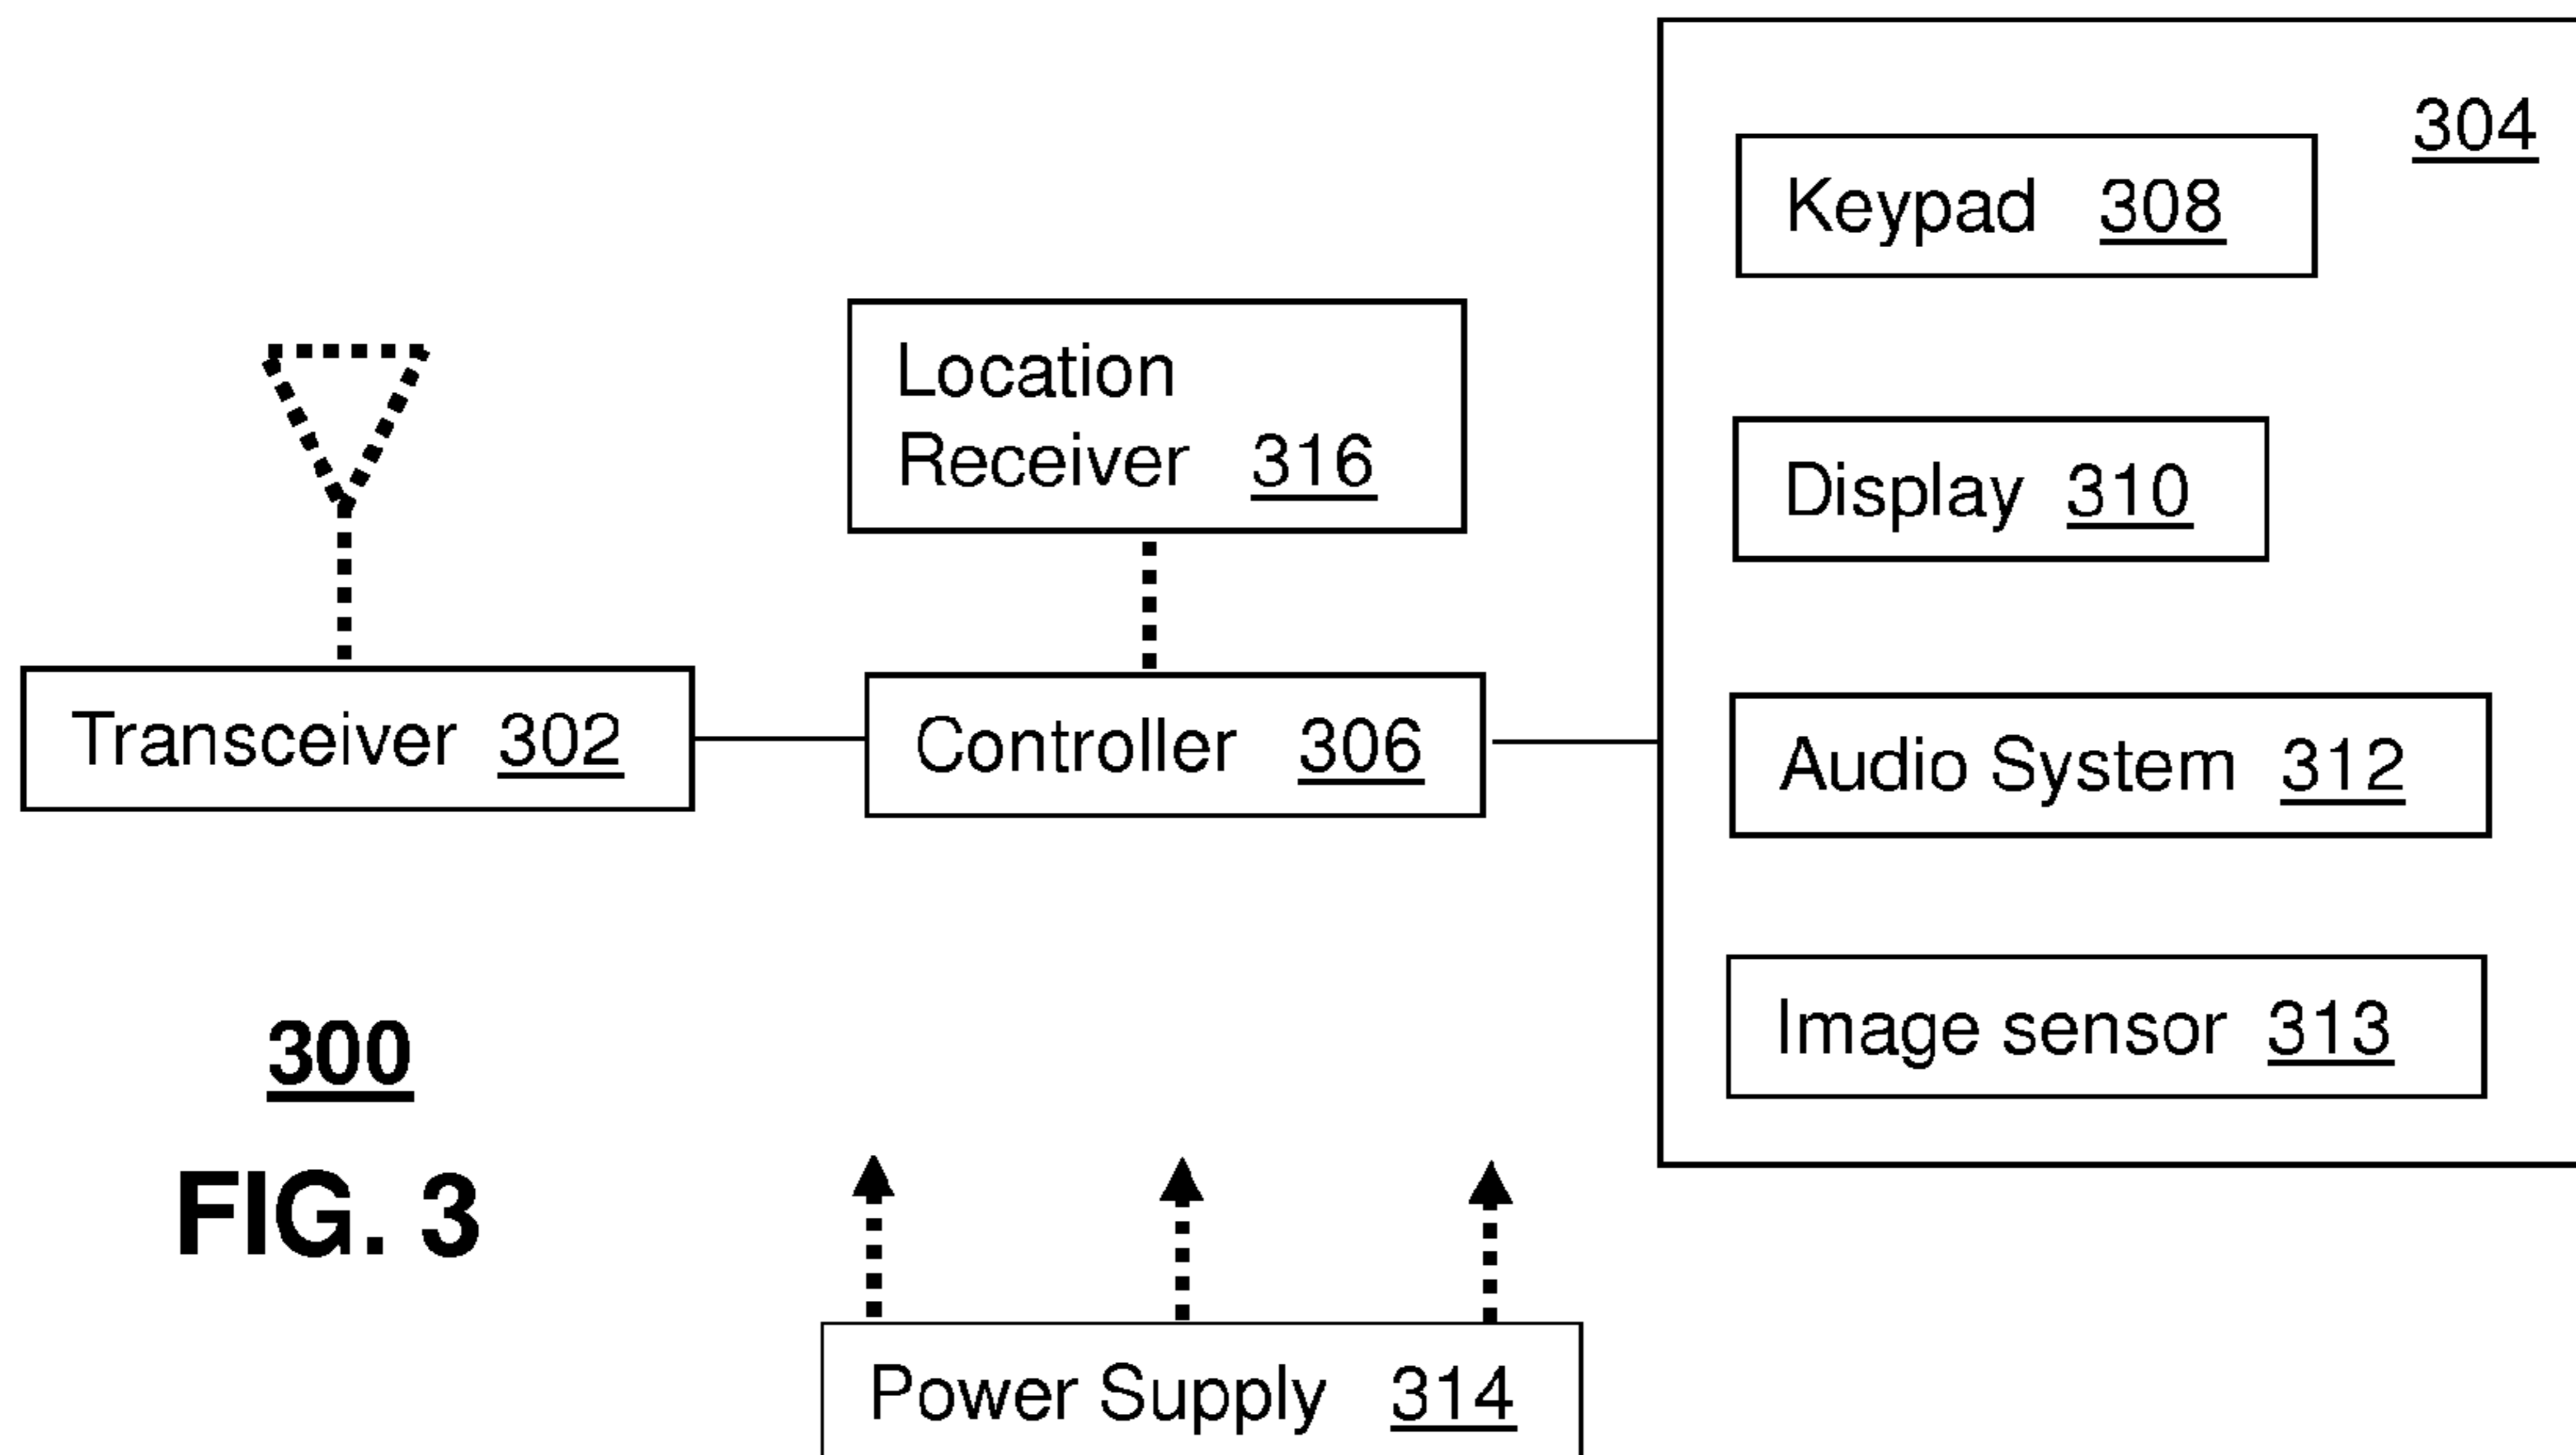 304
Keypad 308
Location
Receiver 316
Display 310
Transceiver 302
Controller 306
Audio System 312
Image sensor 313
300
FIG. 3
Power Supply 314